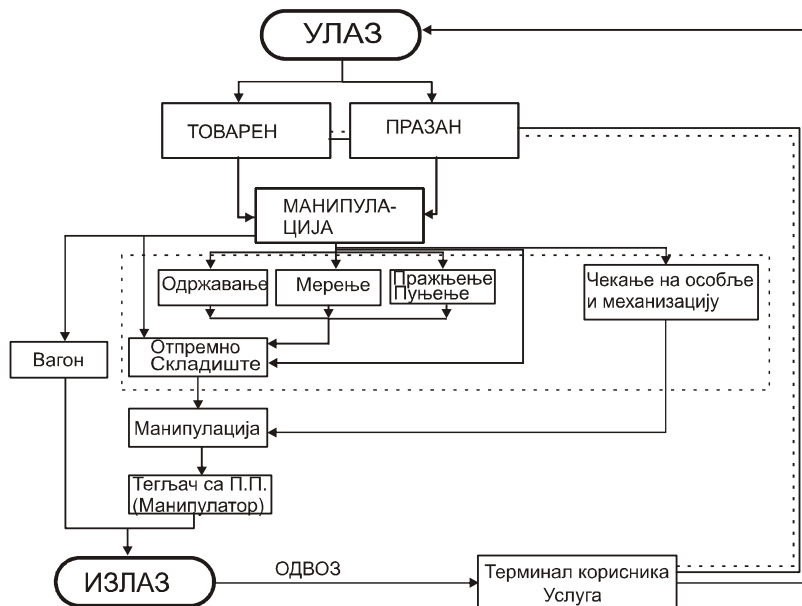 УЛАЗ
ТОВАРЕН
ПРАЗАН
МАНИПУЛА-
ЦИЈА
Одржавање
Мерење
Пражњење
Пуњење
Чекање на особље
и механизацију
Вагон
Отпремно
Складиште
Манипулација
Тегљач са П.П.
(Манипулатор)
ИЗЛАЗ
ОДВОЗ
Терминал корисника
Услуга